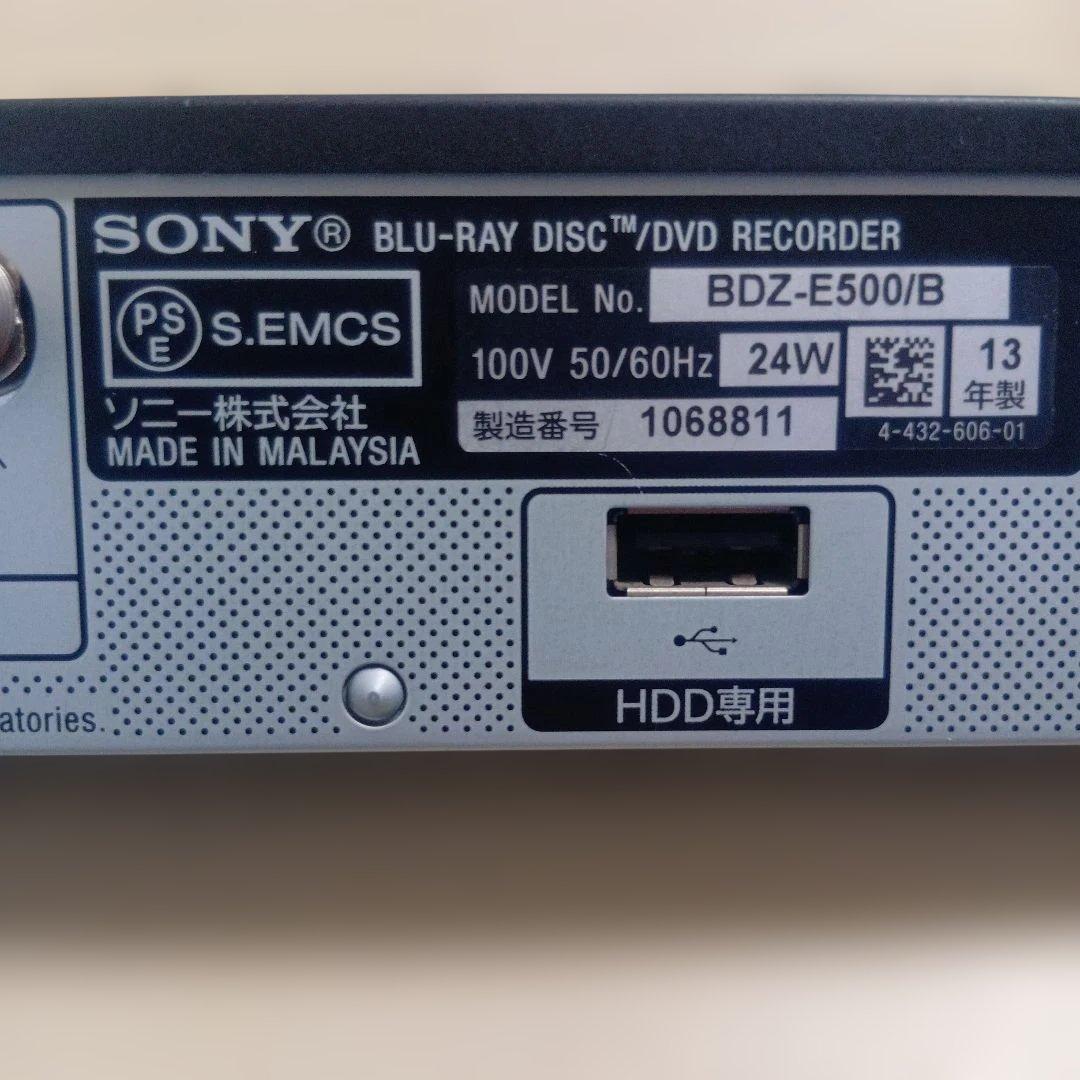 SONY® BLU-RAY DISC™/DVD RECORDER
PSE S.EMCS
ソニー株式会社
MADE IN MALAYSIA
MODEL No. BDZ-E500/B
100V 50/60Hz 24W
13
年製
製造番号 1068811
4-432-606-01
HDD専用
atories.